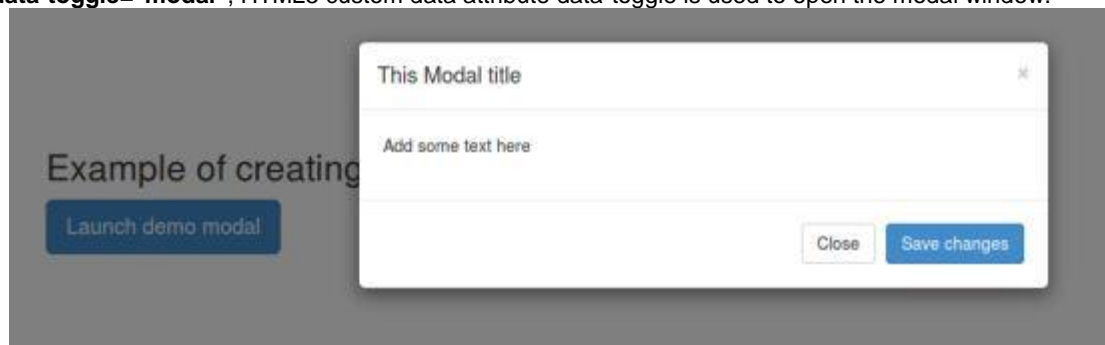 data-toggle="modal", HTML5 custom data attribute data-toggle is used to open the modal window.
This Modal title ×
Add some text here
Example of creating
Launch demo modal
Close Save changes